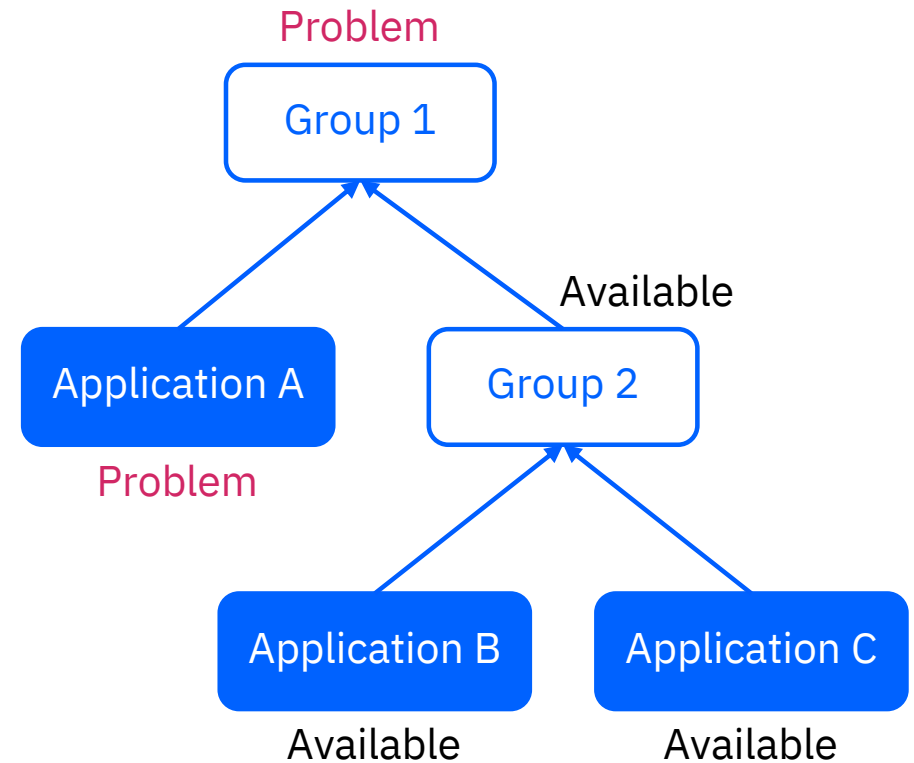 Problem
Group 1
Available
Application A
Group 2
Problem
Application B
Application C
Available
Available